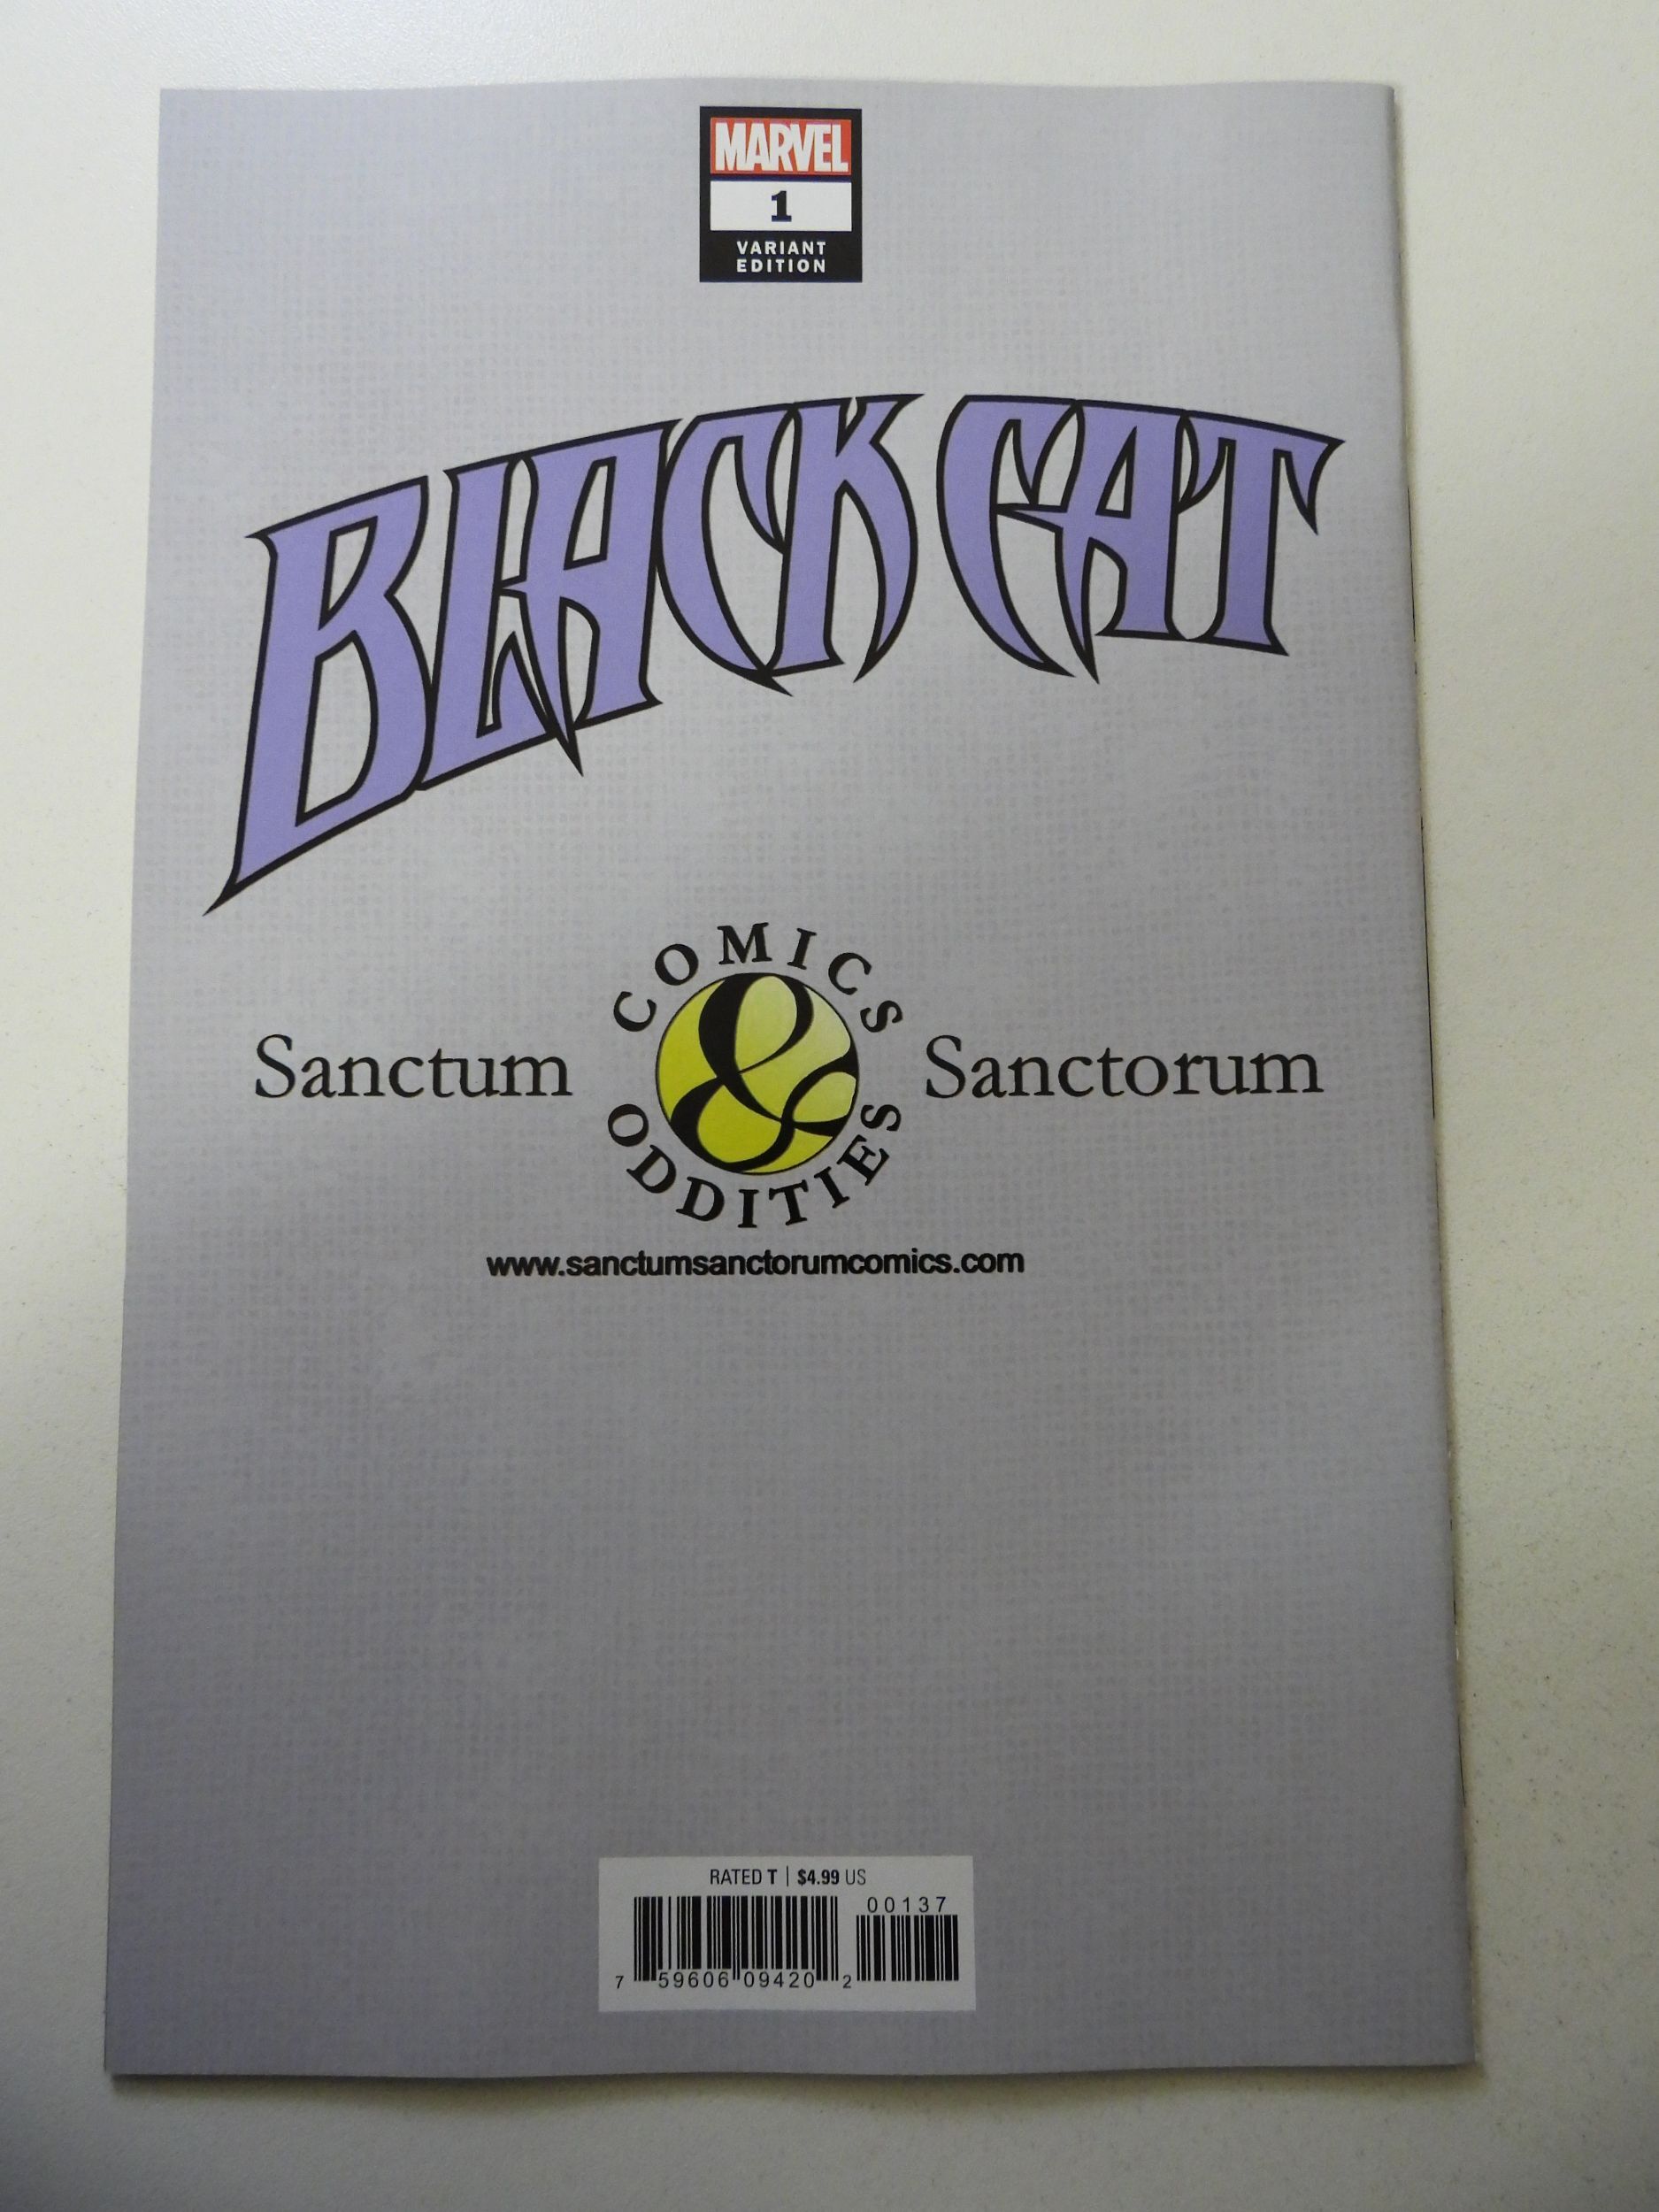 MARVEL
1
VARIANT
EDITION
BLACK CAT
COMICS
Sanctum & Sanctorum
ODDITIES
www.sanctumsanctorumcomics.com
RATED T | $4.99 US
00137
7 59606 09420 2